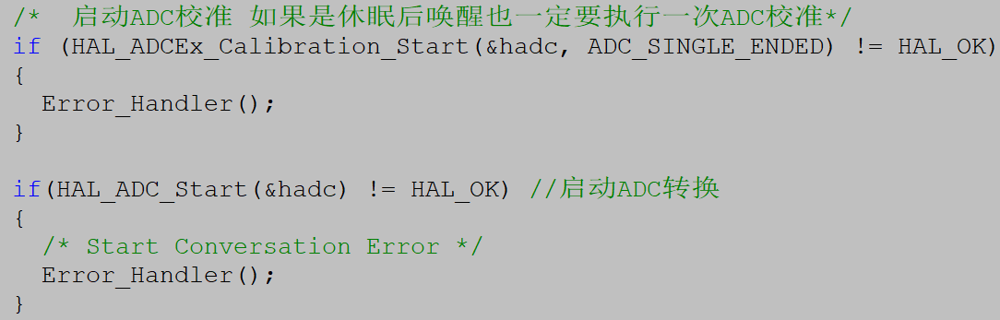 /*  启动ADC校准 如果是休眠后唤醒也一定要执行一次ADC校准*/
if (HAL_ADCEx_Calibration_Start(&hadc, ADC_SINGLE_ENDED) != HAL_OK)
{
  Error_Handler();
}
if(HAL_ADC_Start(&hadc) != HAL_OK) //启动ADC转换
{
  /* Start Conversation Error */
  Error_Handler();
}